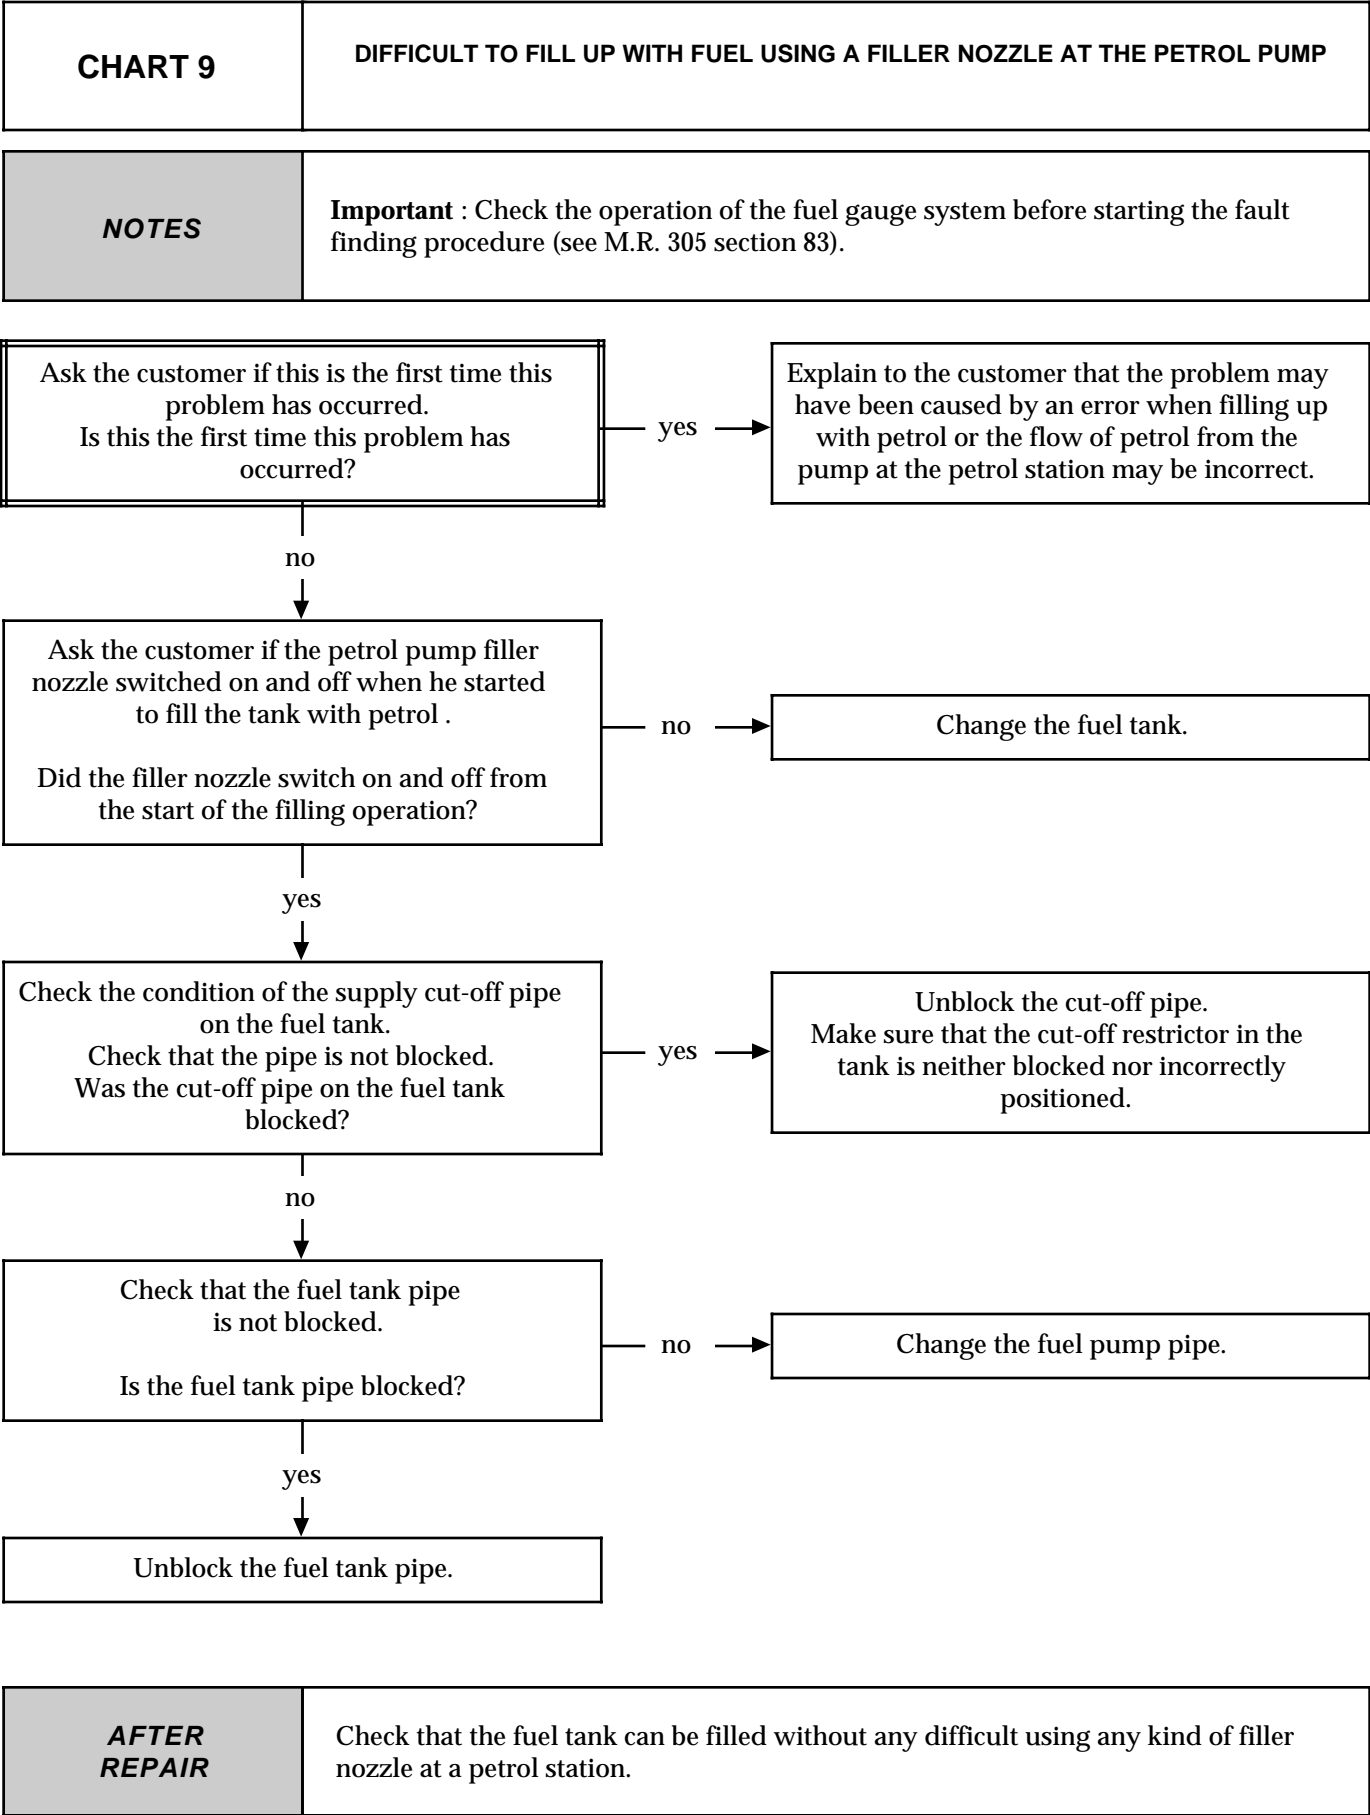 CHART 9
DIFFICULT TO FILL UP WITH FUEL USING A FILLER NOZZLE AT THE PETROL PUMP
NOTES
Important : Check the operation of the fuel gauge system before starting the fault
finding procedure (see M.R. 305 section 83).
Ask the customer if this is the first time this
problem has occurred.
Is this the first time this problem has
occurred?
yes
Explain to the customer that the problem may
have been caused by an error when filling up
with petrol or the flow of petrol from the
pump at the petrol station may be incorrect.
no
Ask the customer if the petrol pump filler
nozzle switched on and off when he started
to fill the tank with petrol .
Did the filler nozzle switch on and off from
the start of the filling operation?
no
Change the fuel tank.
yes
Check the condition of the supply cut-off pipe
on the fuel tank.
Check that the pipe is not blocked.
Was the cut-off pipe on the fuel tank
blocked?
yes
Unblock the cut-off pipe.
Make sure that the cut-off restrictor in the
tank is neither blocked nor incorrectly
positioned.
no
Check that the fuel tank pipe
is not blocked.
Is the fuel tank pipe blocked?
no
Change the fuel pump pipe.
yes
Unblock the fuel tank pipe.
AFTER
REPAIR
Check that the fuel tank can be filled without any difficult using any kind of filler
nozzle at a petrol station.